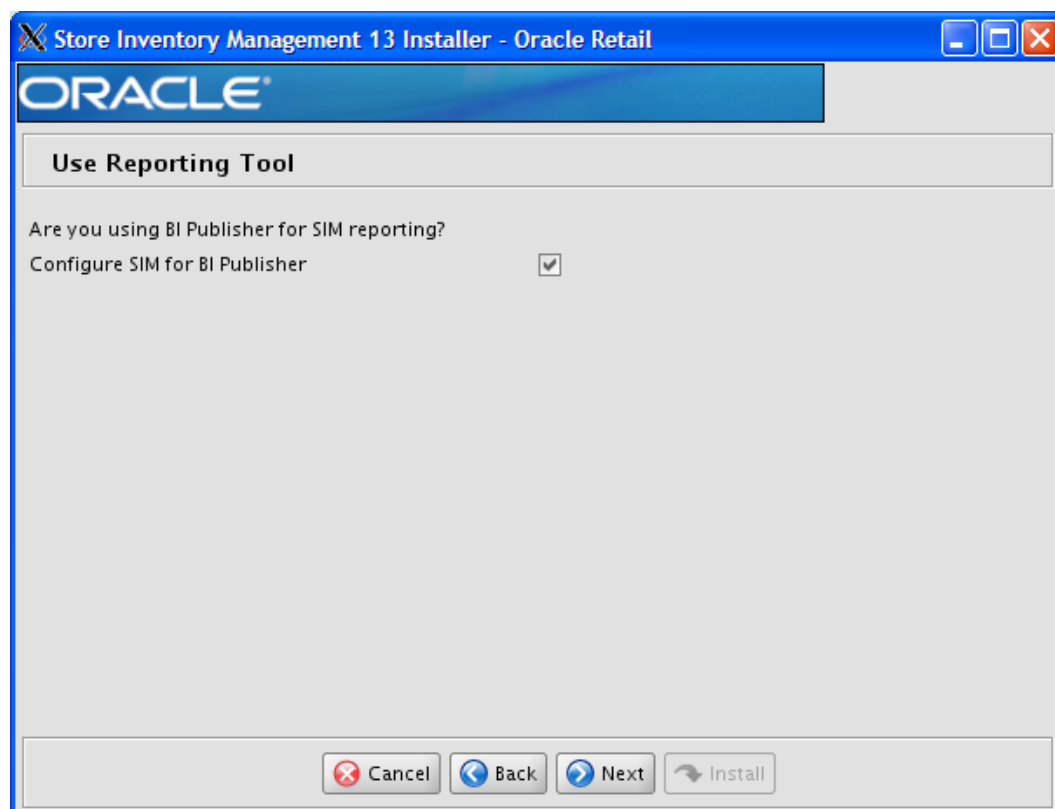 Store Inventory Management 13 Installer - Oracle Retail
ORACLE®
Use Reporting Tool
Are you using BI Publisher for SIM reporting?
Configure SIM for BI Publisher
Cancel Back Next Install